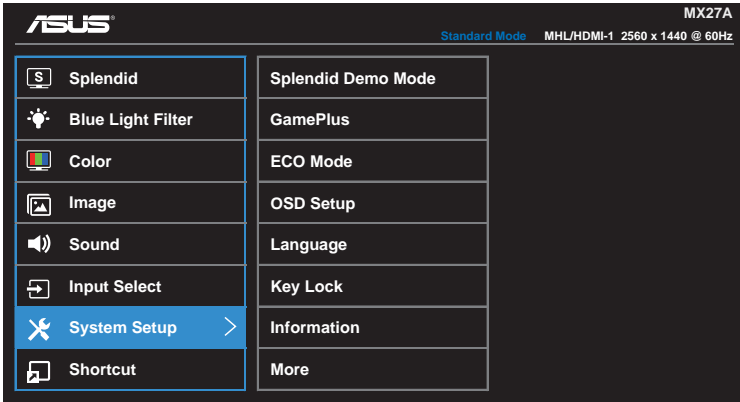 ASUS
MX27A
Standard Mode MHL/HDMI-1 2560 x 1440 @ 60Hz
S Splendid
Blue Light Filter
Color
Image
Sound
Input Select
System Setup
Shortcut
Splendid Demo Mode
GamePlus
ECO Mode
OSD Setup
Language
Key Lock
Information
More